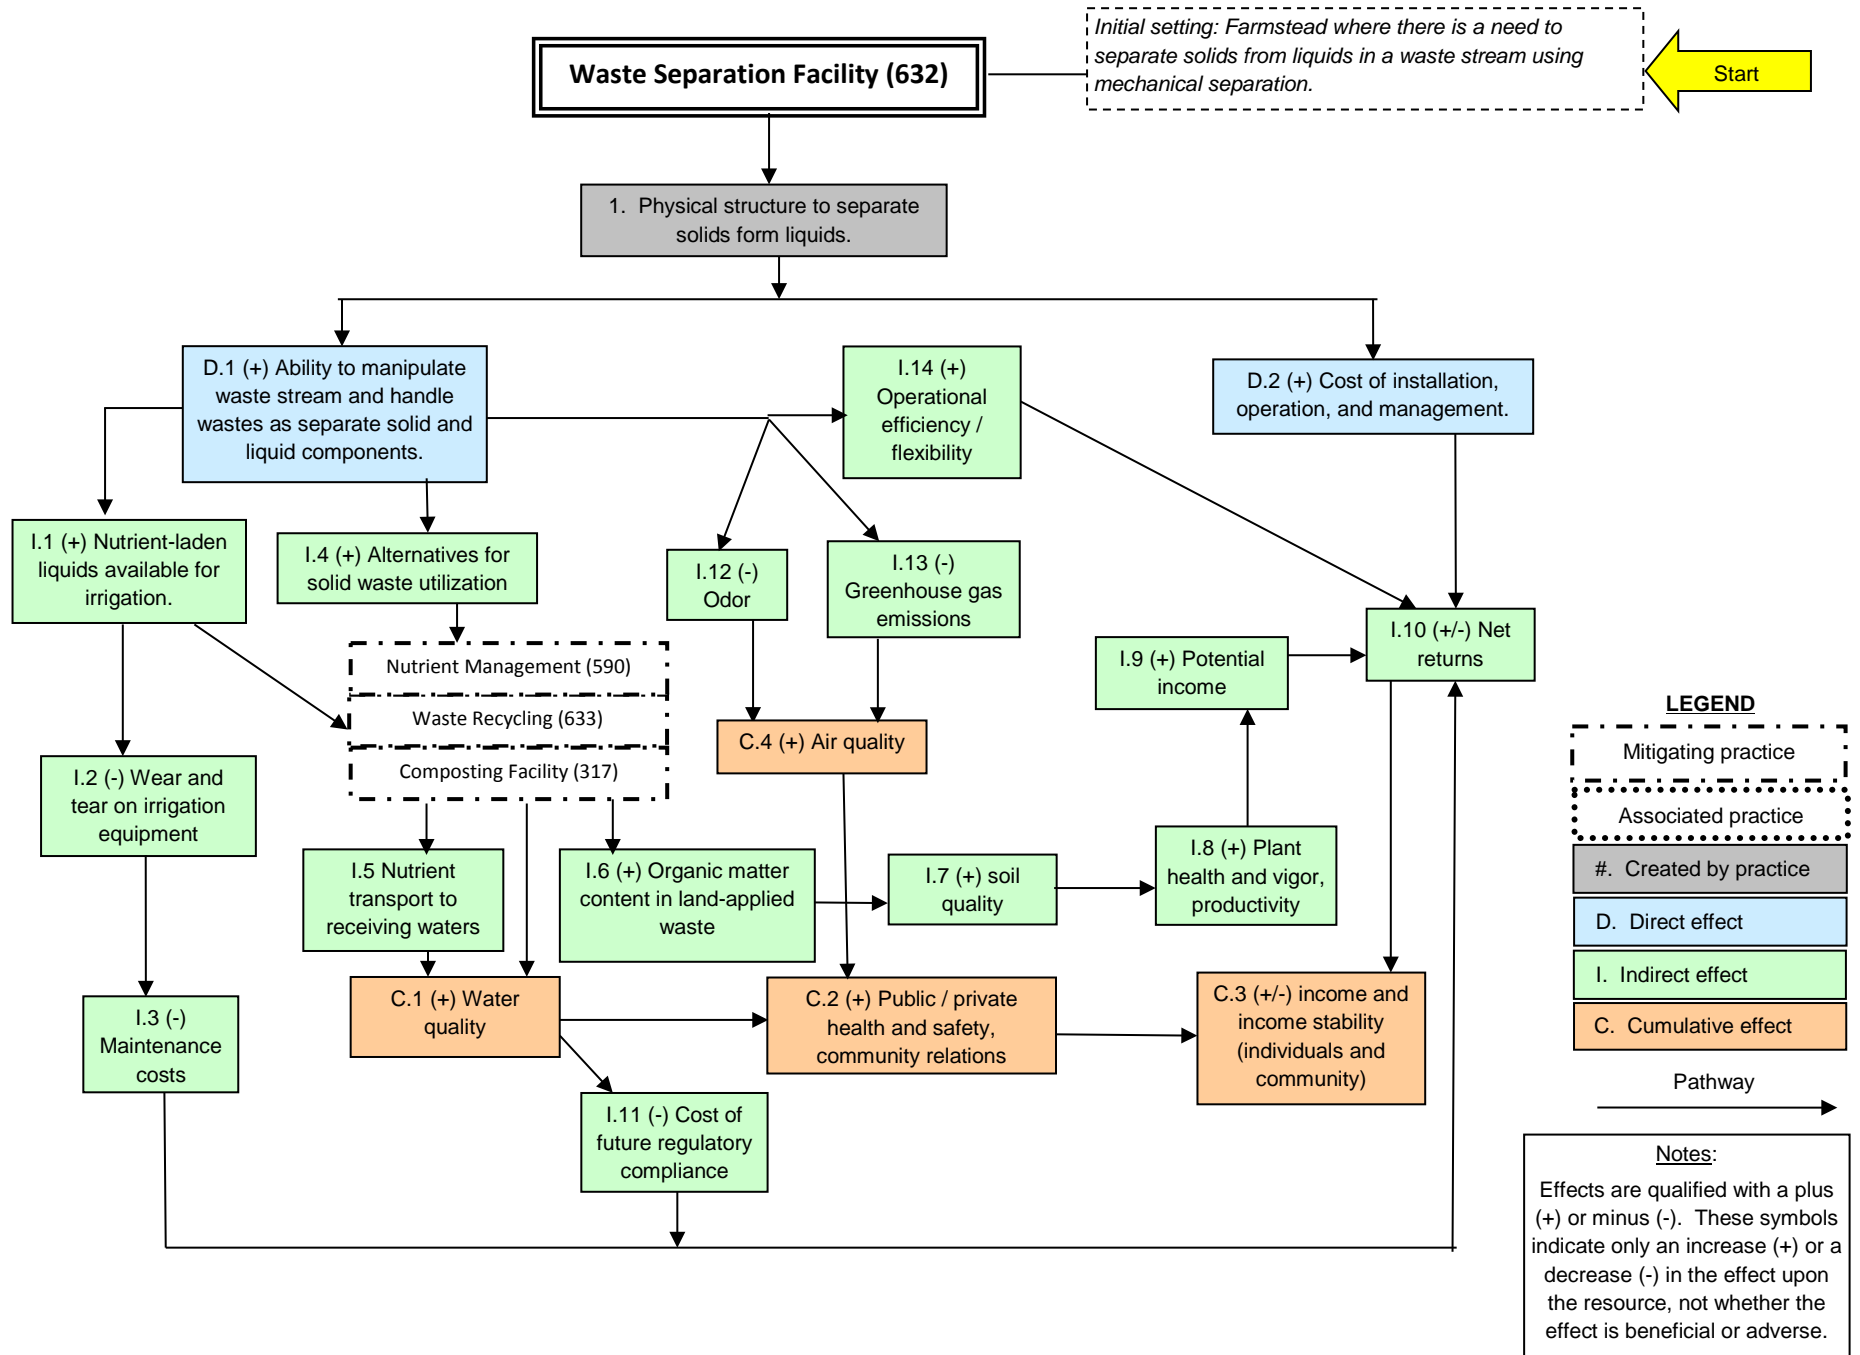 Waste Separation Facility (632)
Initial setting: Farmstead where there is a need to
separate solids from liquids in a waste stream using
mechanical separation.
Start
1. Physical structure to separate
solids form liquids.
D.1 (+) Ability to manipulate
waste stream and handle
wastes as separate solid and
liquid components.
I.14 (+)
Operational
efficiency /
flexibility
D.2 (+) Cost of installation,
operation, and management.
I.1 (+) Nutrient-laden
liquids available for
irrigation.
I.4 (+) Alternatives for
solid waste utilization
I.12 (-)
Odor
I.13 (-)
Greenhouse gas
emissions
I.10 (+/-) Net
returns
I.9 (+) Potential
income
Nutrient Management (590)
Waste Recycling (633)
Composting Facility (317)
C.4 (+) Air quality
I.2 (-) Wear and
tear on irrigation
equipment
I.5 Nutrient
transport to
receiving waters
I.6 (+) Organic matter
content in land-applied
waste
I.7 (+) soil
quality
I.8 (+) Plant
health and vigor,
productivity
I.3 (-)
Maintenance
costs
C.1 (+) Water
quality
C.2 (+) Public / private
health and safety,
community relations
C.3 (+/-) income and
income stability
(individuals and
community)
I.11 (-) Cost of
future regulatory
compliance
LEGEND
Mitigating practice
Associated practice
#. Created by practice
D. Direct effect
I. Indirect effect
C. Cumulative effect
Pathway
Notes:
Effects are qualified with a plus
(+) or minus (-). These symbols
indicate only an increase (+) or a
decrease (-) in the effect upon
the resource, not whether the
effect is beneficial or adverse.